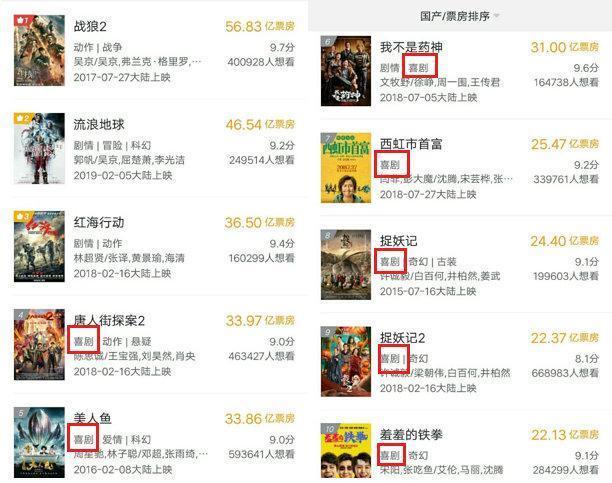 国产/票房排序
1
战狼2
56.83 亿票房
动作 | 战争
9.7分
吴京/吴京,弗兰克·格里罗,…
400928人想看
2017-07-27大陆上映
2
流浪地球
46.54 亿票房
剧情 | 冒险 | 科幻
9.2分
郭帆/吴京,屈楚萧,李光洁
249514人想看
2019-02-05大陆上映
3
红海行动
36.50 亿票房
剧情 | 动作
9.4分
林超贤/张译,黄景瑜,海清
160299人想看
2018-02-16大陆上映
4
唐人街探案2
33.97 亿票房
喜剧 | 动作 | 悬疑
9.0分
陈思诚/王宝强,刘昊然,肖央
463427人想看
2018-02-16大陆上映
5
美人鱼
33.86 亿票房
喜剧 | 爱情 | 科幻
9.0分
周星驰/林子聪,邓超,张雨绮,…
593641人想看
2016-02-08大陆上映
6
我不是药神
31.00 亿票房
剧情 | 喜剧
9.6分
文牧野/徐峥,周一围,王传君
164738人想看
2018-07-05大陆上映
7
西虹市首富
25.47 亿票房
喜剧
9.2分
闫非,彭大魔/沈腾,宋芸桦,张…
339761人想看
2018-07-27大陆上映
8
捉妖记
24.40 亿票房
喜剧 | 奇幻 | 古装
9.1分
许诚毅/白百何,井柏然,姜武
199603人想看
2015-07-16大陆上映
9
捉妖记2
22.37 亿票房
喜剧 | 奇幻
8.1分
许诚毅/梁朝伟,白百何,井柏然
668983人想看
2018-02-16大陆上映
10
羞羞的铁拳
22.13 亿票房
喜剧 | 奇幻
9.1分
宋阳,张吃鱼/艾伦,马丽,沈腾
284299人想看